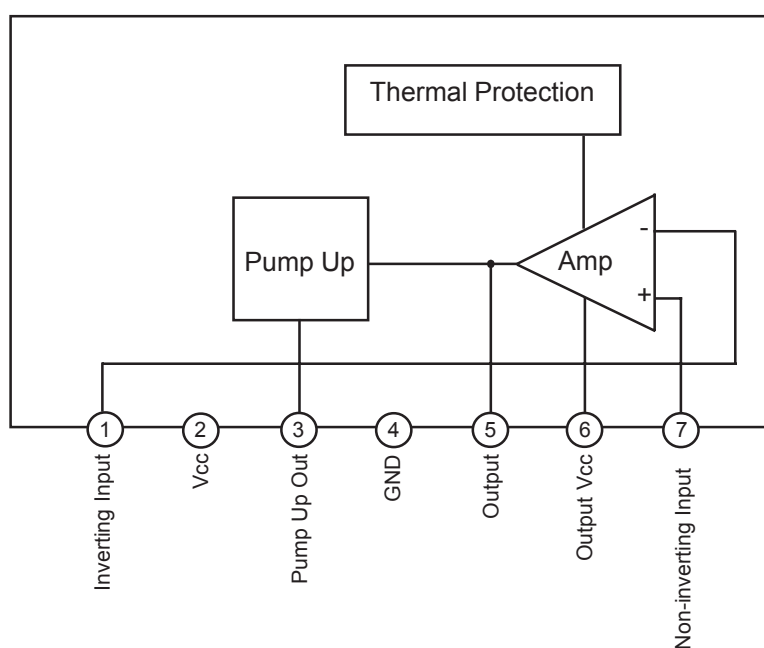 Thermal Protection
Pump Up
Amp
-
+
1
2
3
4
5
6
7
Inverting Input
Vcc
Pump Up Out
GND
Output
Output Vcc
Non-inverting Input